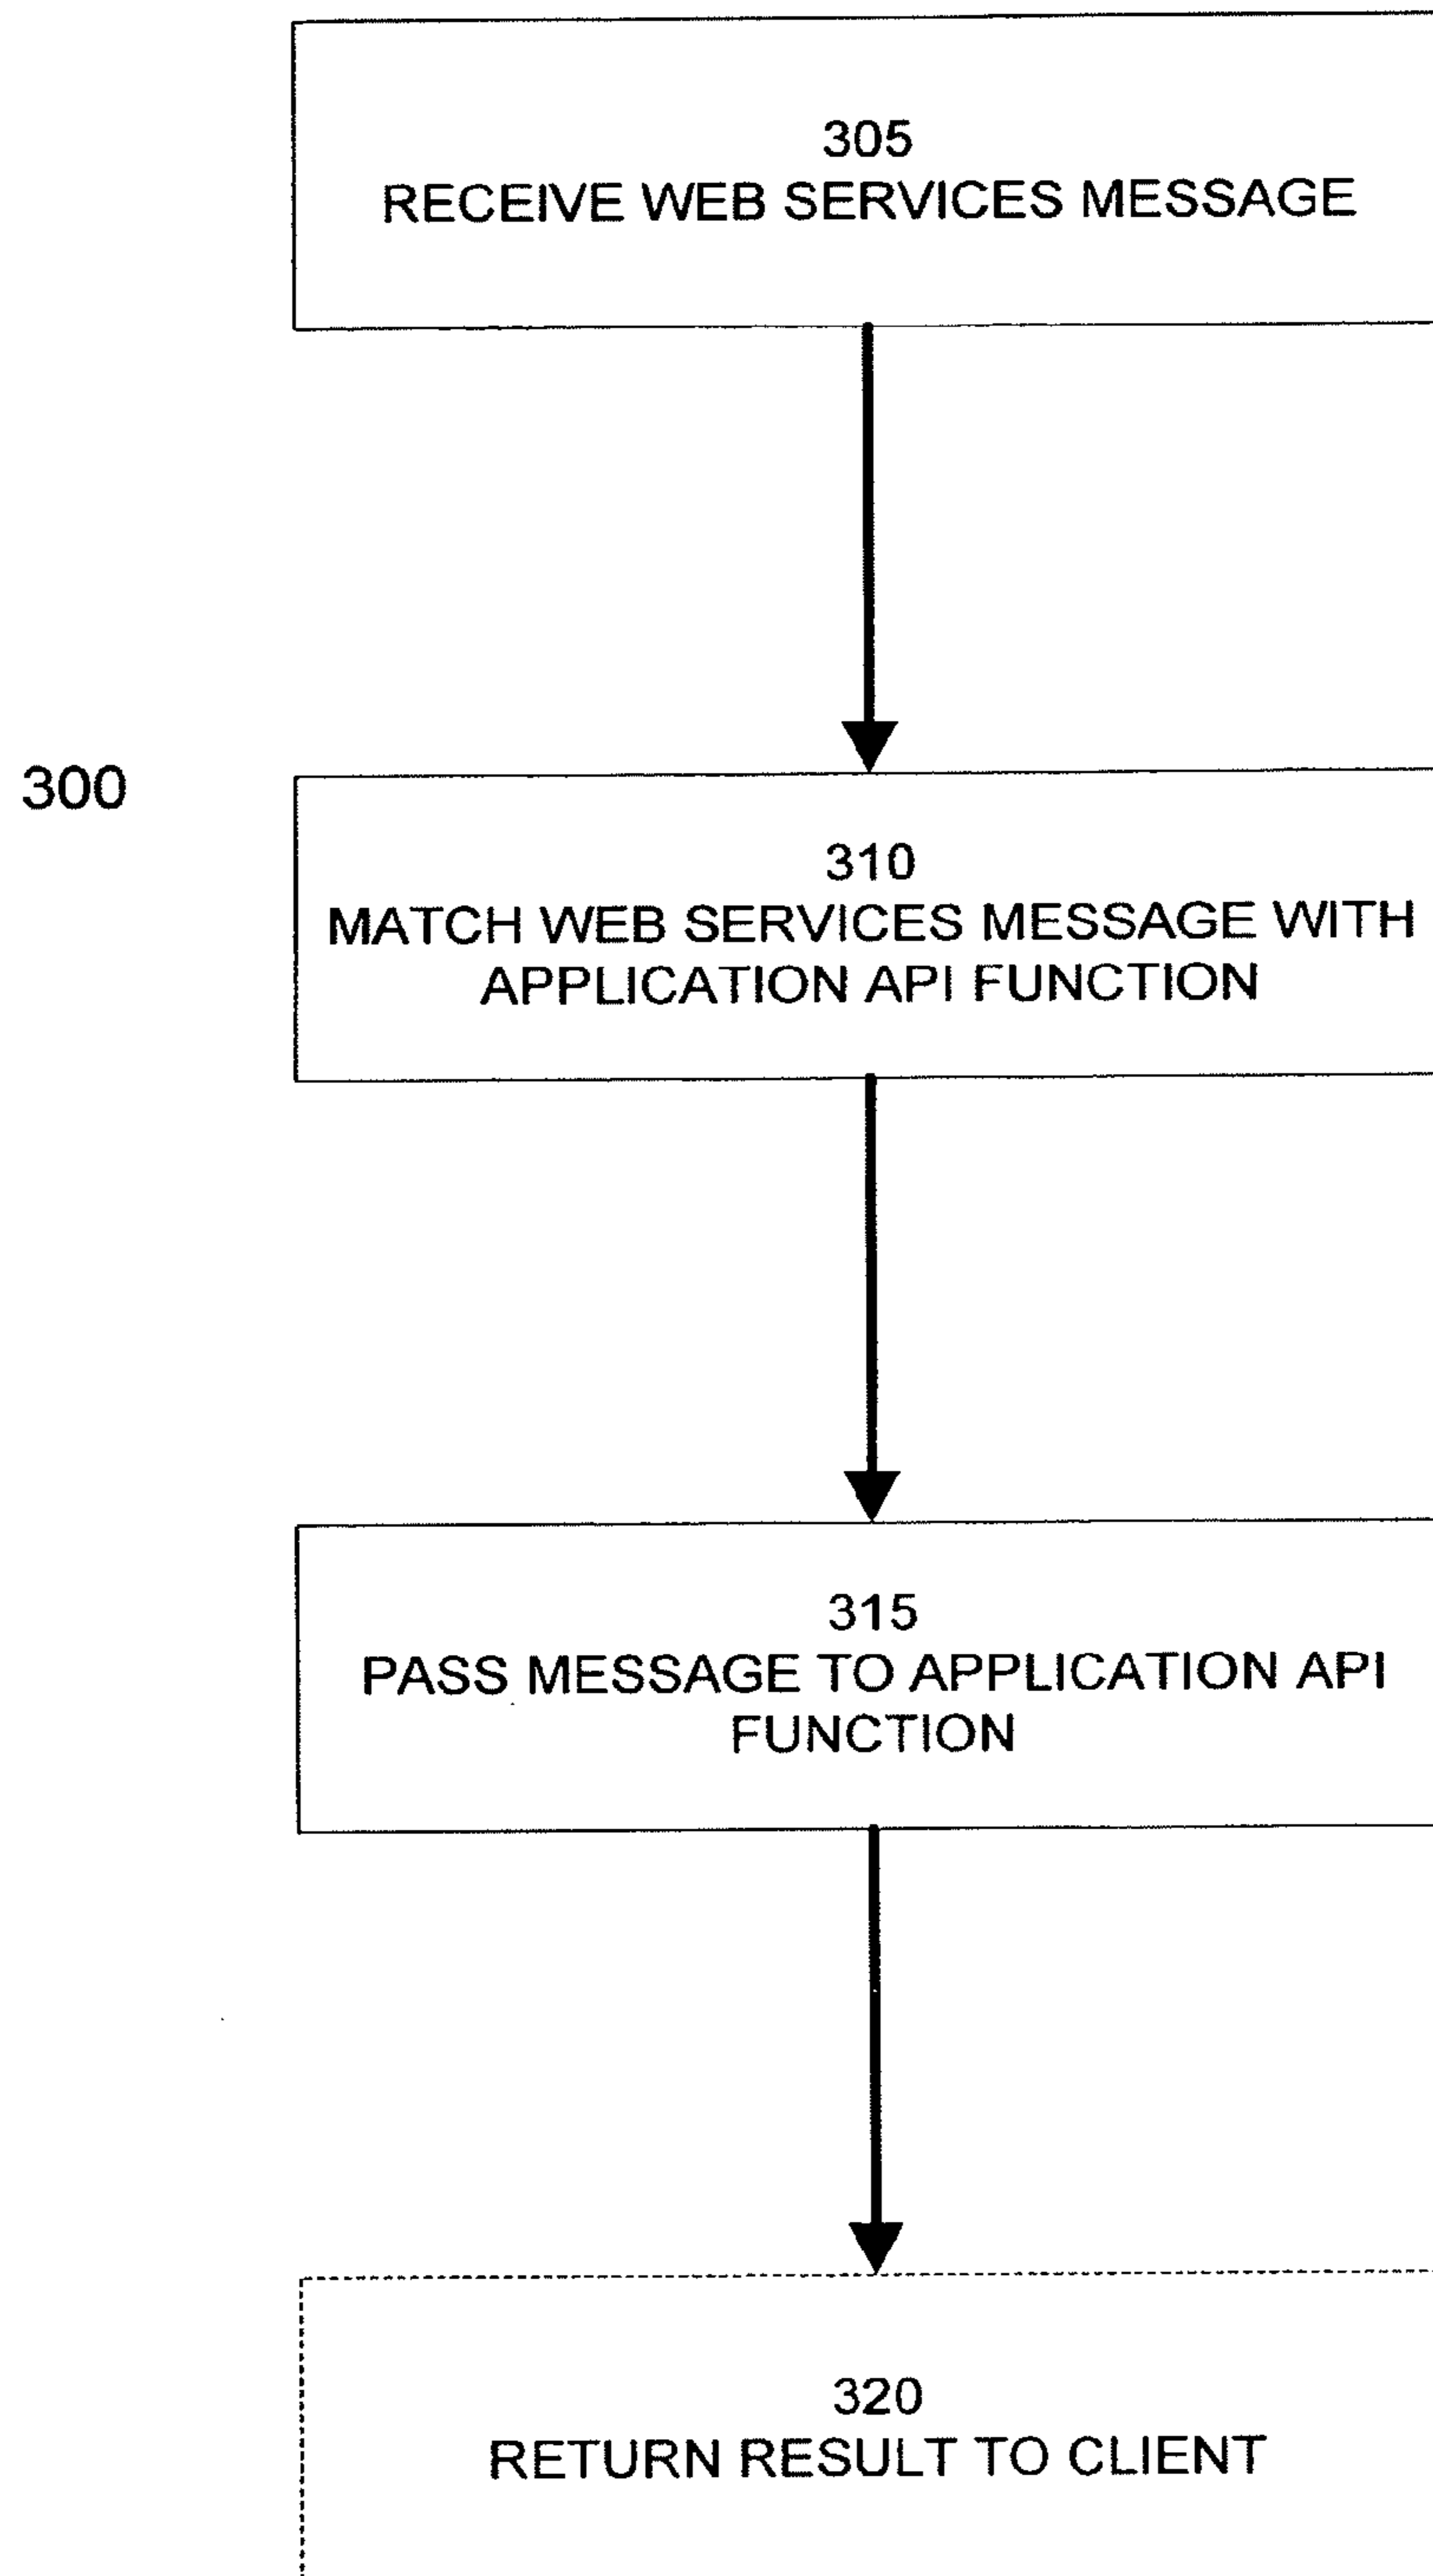 305
RECEIVE WEB SERVICES MESSAGE
300
310
MATCH WEB SERVICES MESSAGE WITH
APPLICATION API FUNCTION
315
PASS MESSAGE TO APPLICATION API
FUNCTION
320
RETURN RESULT TO CLIENT